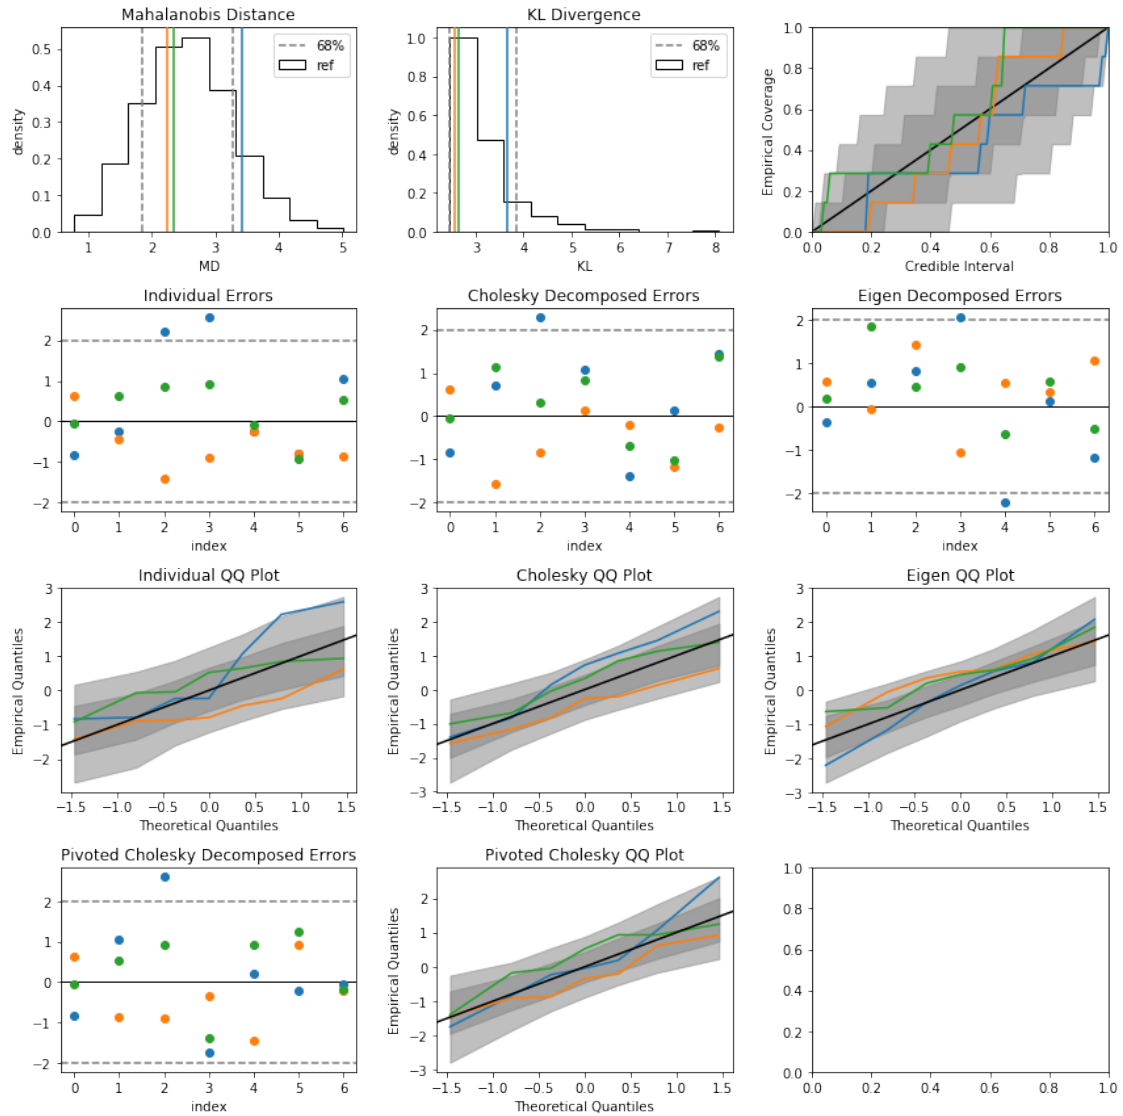 Mahalanobis Distance
0.5
0.4
0.3
0.2
0.1
0.0
density
68%
ref
1 2 3 4 5
MD
KL Divergence
1.0
0.8
0.6
0.4
0.2
0.0
density
68%
ref
3 4 5 6 7 8
KL
1.0
0.8
0.6
0.4
0.2
0.0
Empirical Coverage
0.0 0.2 0.4 0.6 0.8 1.0
Credible Interval
Individual Errors
2
1
0
−1
−2
0 1 2 3 4 5 6
index
Cholesky Decomposed Errors
2
1
0
−1
−2
0 1 2 3 4 5 6
index
Eigen Decomposed Errors
2
1
0
−1
−2
0 1 2 3 4 5 6
index
Individual QQ Plot
3
2
1
0
−1
−2
Empirical Quantiles
−1.5 −1.0 −0.5 0.0 0.5 1.0 1.5
Theoretical Quantiles
Cholesky QQ Plot
3
2
1
0
−1
−2
−3
Empirical Quantiles
−1.5 −1.0 −0.5 0.0 0.5 1.0 1.5
Theoretical Quantiles
Eigen QQ Plot
3
2
1
0
−1
−2
−3
Empirical Quantiles
−1.5 −1.0 −0.5 0.0 0.5 1.0 1.5
Theoretical Quantiles
Pivoted Cholesky Decomposed Errors
2
1
0
−1
−2
0 1 2 3 4 5 6
index
Pivoted Cholesky QQ Plot
2
1
0
−1
−2
−3
Empirical Quantiles
−1.5 −1.0 −0.5 0.0 0.5 1.0 1.5
Theoretical Quantiles
1.0
0.8
0.6
0.4
0.2
0.0
0.0 0.2 0.4 0.6 0.8 1.0